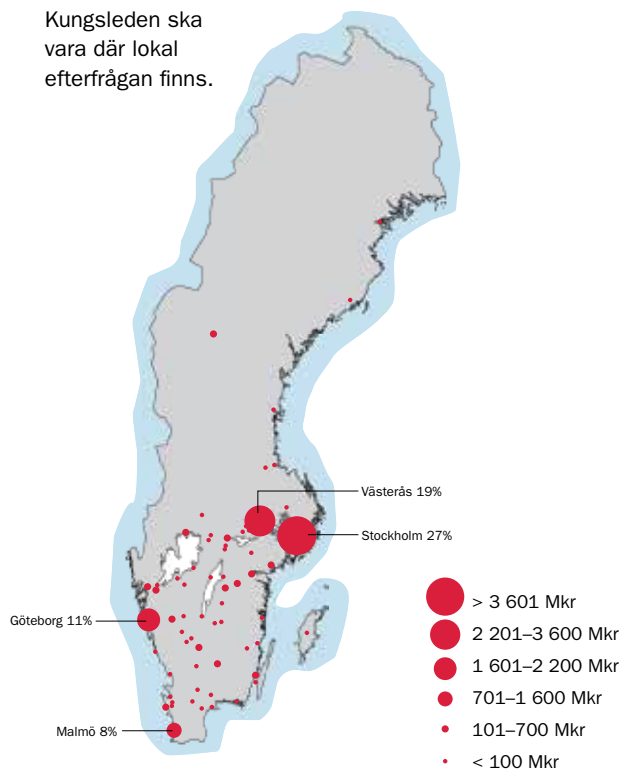 Kungsleden ska
vara där lokal
efterfrågan finns.
Västerås 19%
Stockholm 27%
Göteborg 11%
Malmö 8%
> 3 601 Mkr
2 201–3 600 Mkr
1 601–2 200 Mkr
701–1 600 Mkr
101–700 Mkr
< 100 Mkr